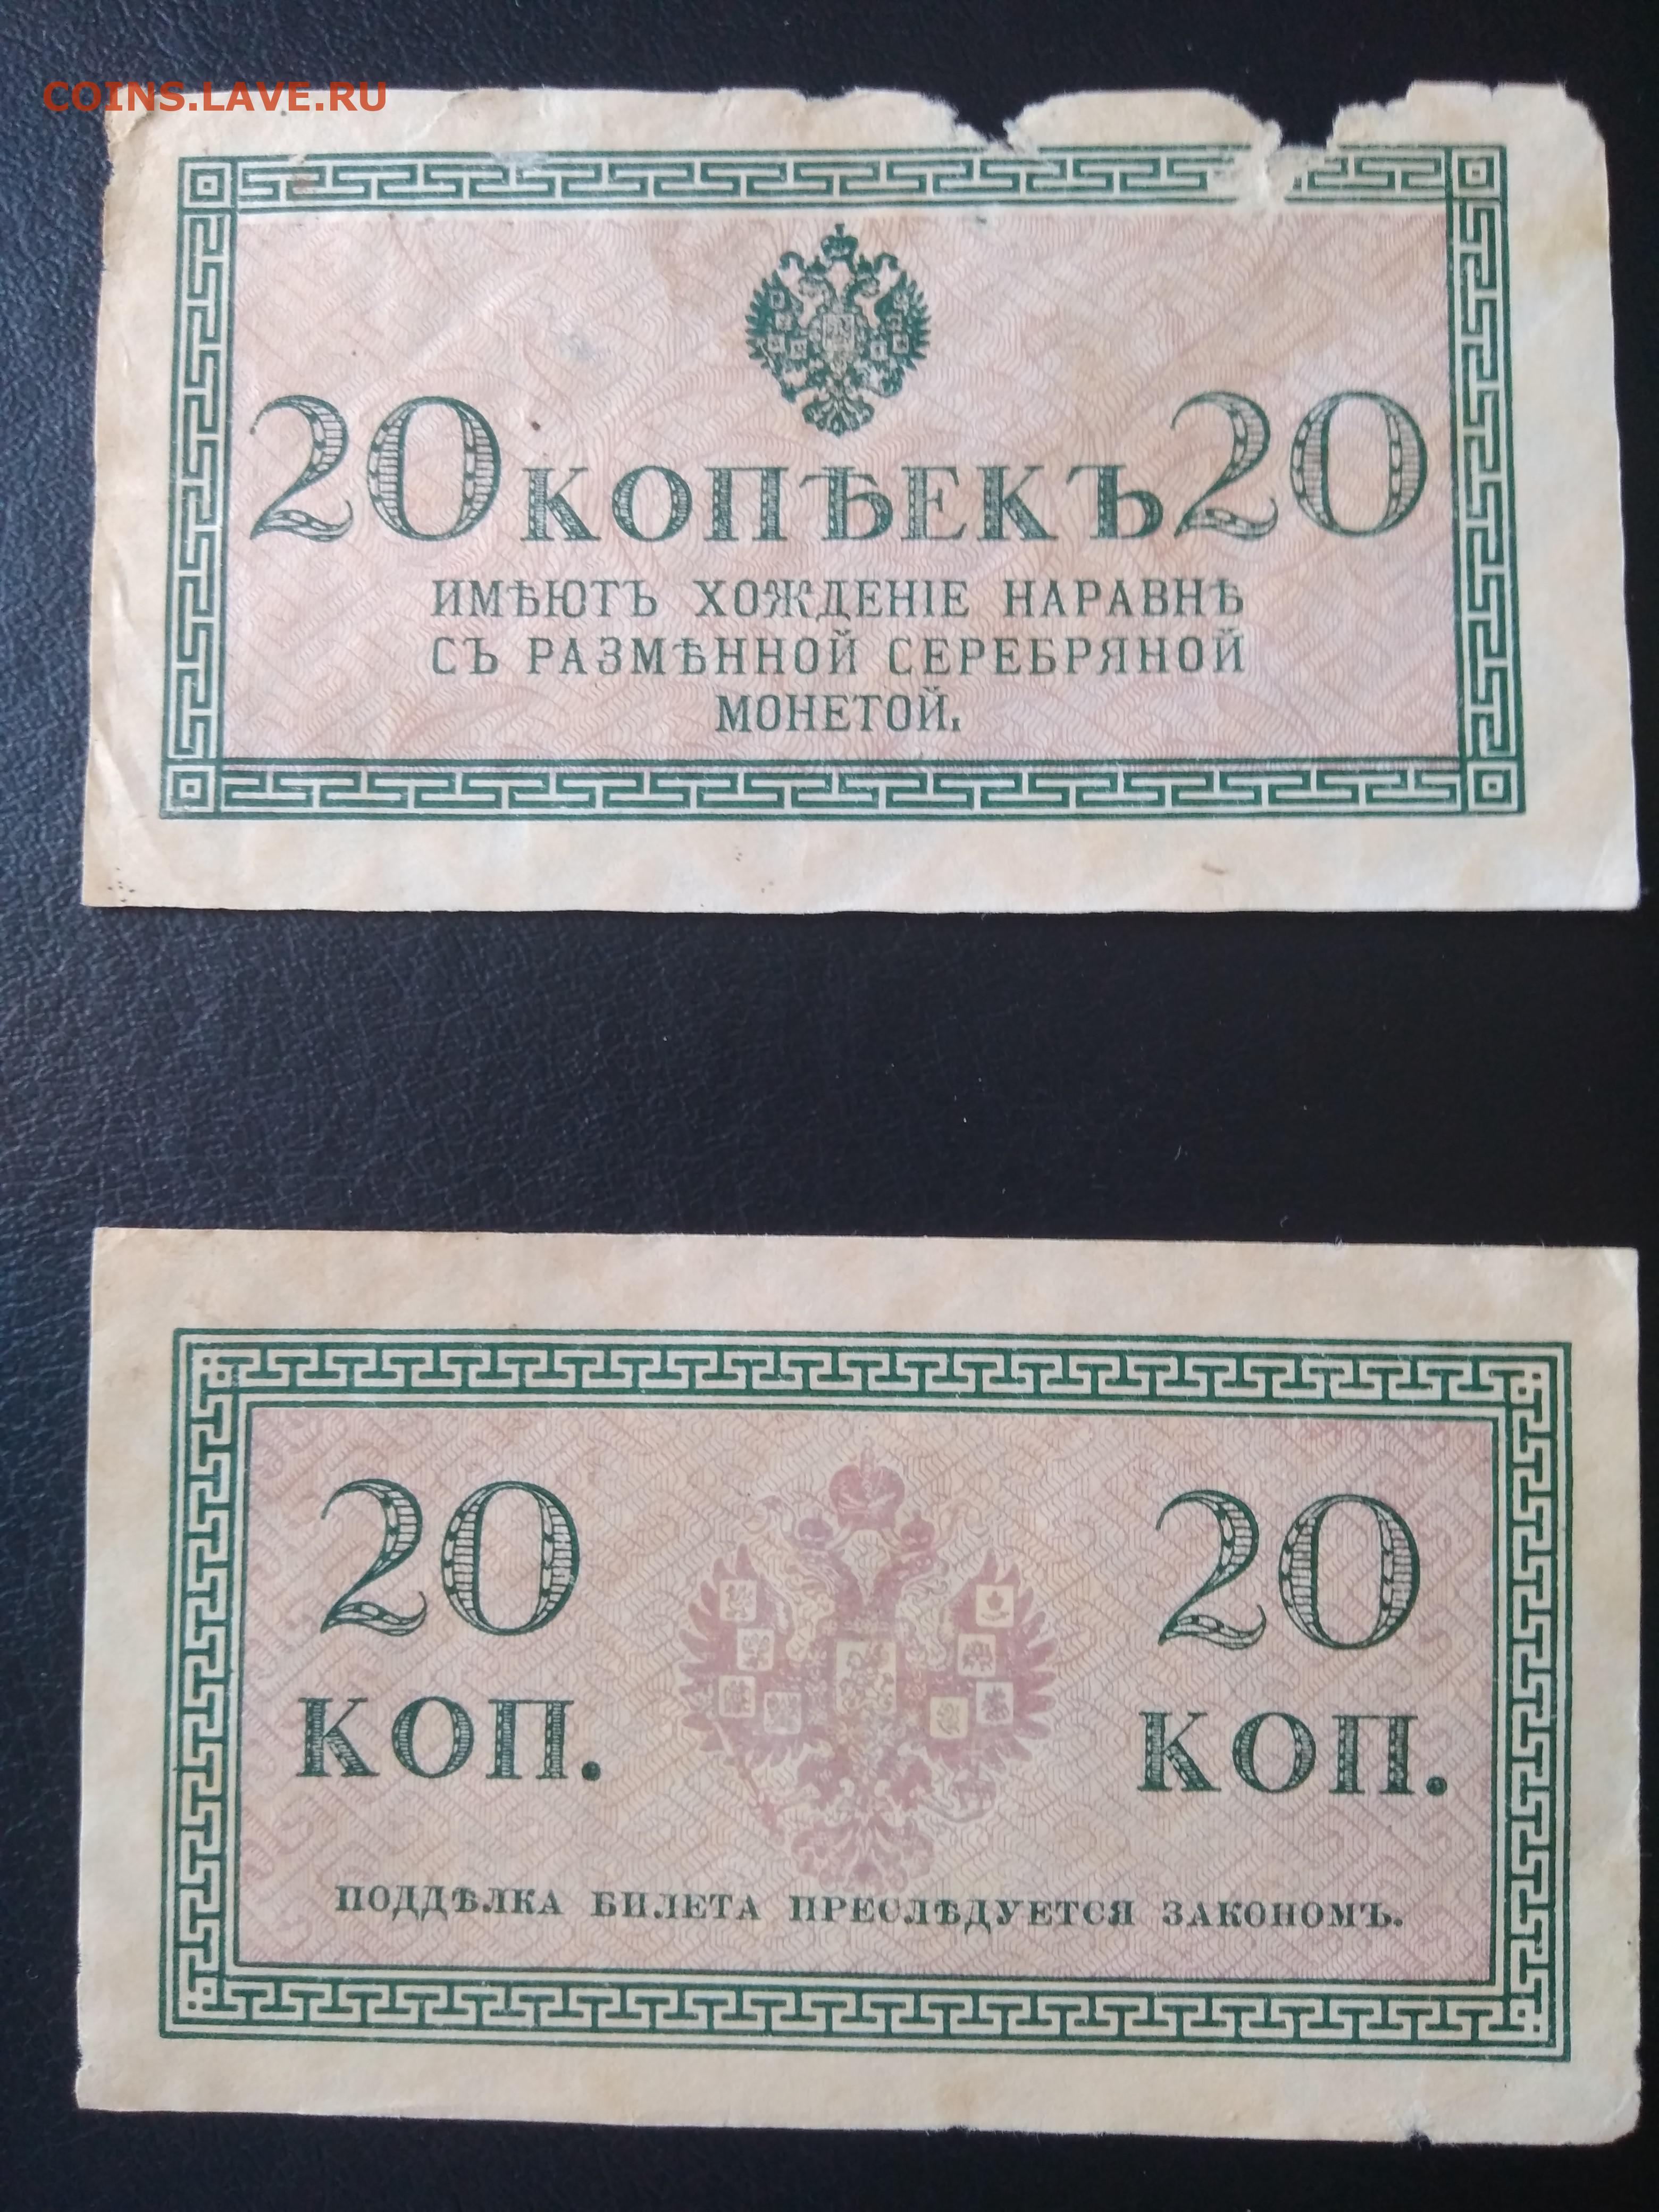 COINS.LAVE.RU
20 КОПѢЕКЪ 20
ИМѢЮТЪ ХОЖДЕНІЕ НАРАВНѢ
СЪ РАЗМѢННОЙ СЕРЕБРЯНОЙ
МОНЕТОЙ.
20 20
КОП. КОП.
ПОДДѢЛКА БИЛЕТА ПРЕСЛѢДУЕТСЯ ЗАКОНОМЪ.